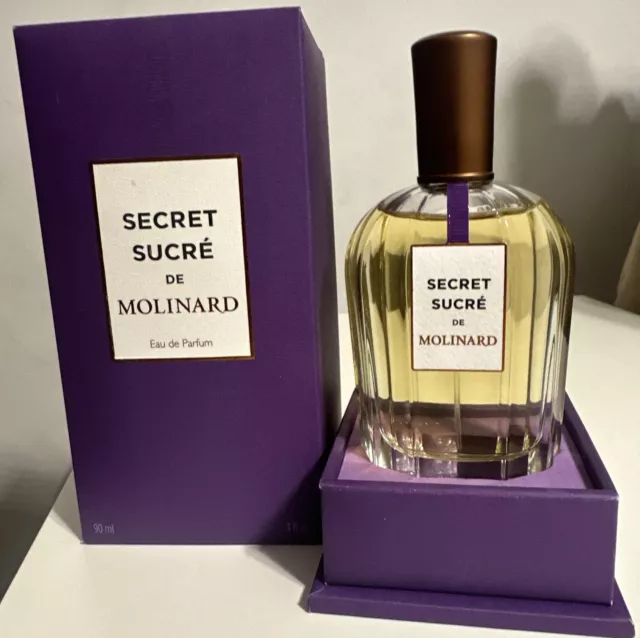 SECRET
SUCRÉ
DE
MOLINARD
Eau de Parfum
90 ml
SECRET
SUCRÉ
DE
MOLINARD